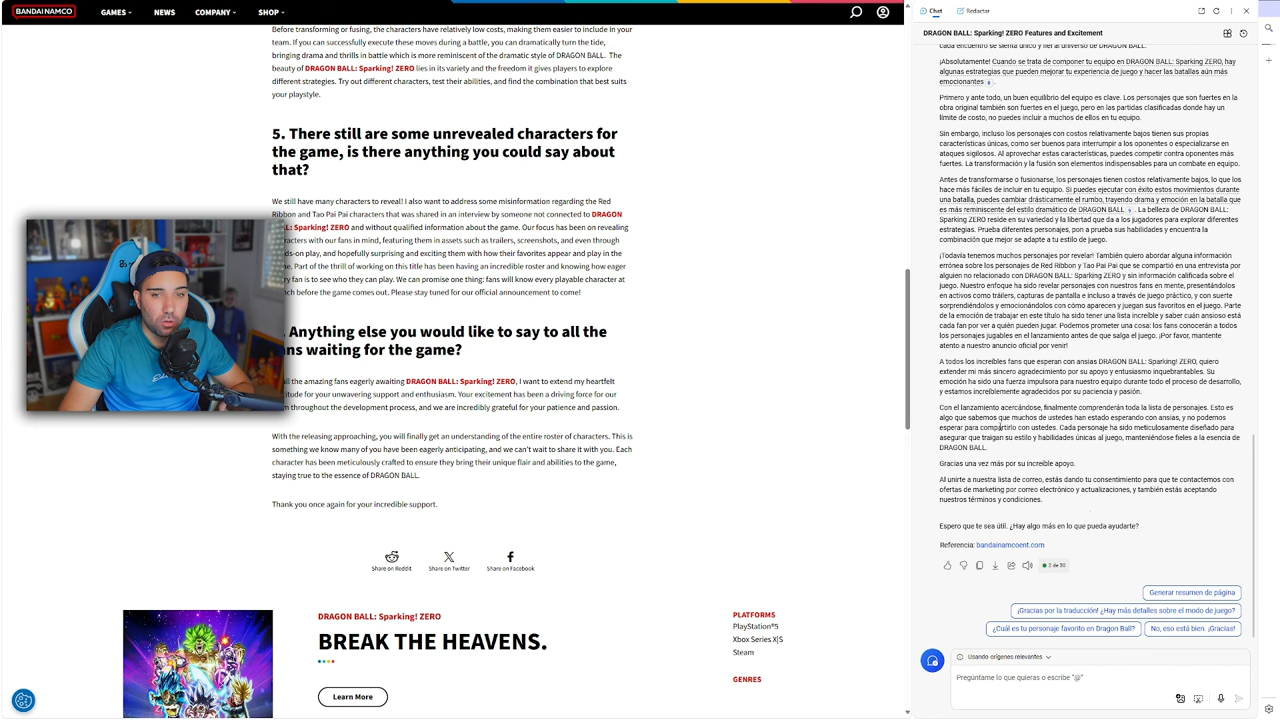 BANDAI NAMCO
GAMES
NEWS
COMPANY
SHOP
Before transforming or fusing, the characters have relatively low costs, making them easier to include in your
team. If you can successfully execute these moves during a battle, you can dramatically turn the tide,
bringing drama and thrills in battle which is more reminiscent of the dramatic style of DRAGON BALL. The
beauty of DRAGON BALL: Sparking! ZERO lies in its variety and the freedom it gives players to explore
different strategies. Try out different characters, test their abilities, and find the combination that best suits
your playstyle.
5. There still are some unrevealed characters for
the game, is there anything you could say about
that?
We still have many characters to reveal! I also want to address some misinformation regarding the Red
Ribbon and Tao Pai Pai characters that was shared in an interview by someone not connected to DRAGON
LL: Sparking! ZERO and without qualified information about the game. Our focus has been on revealing
racters with our fans in mind, featuring them in assets such as trailers, screenshots, and even through
ds-on play, and hopefully surprising and exciting them with how their favorites appear and play in the
e. Part of the thrill of working on this title has been having an incredible roster and knowing how eager
y fan is to see who they can play. We can promise one thing: fans will know every playable character at
ch before the game comes out. Please stay tuned for our official announcement to come!
. Anything else you would like to say to all the
ns waiting for the game?
ll the amazing fans eagerly awaiting DRAGON BALL: Sparking! ZERO, I want to extend my heartfelt
itude for your unwavering support and enthusiasm. Your excitement has been a driving force for our
m throughout the development process, and we are incredibly grateful for your patience and passion.
With the releasing approaching, you will finally get an understanding of the entire roster of characters. This is
something we know many of you have been eagerly anticipating, and we can't wait to share it with you. Each
character has been meticulously crafted to ensure they bring their unique flair and abilities to the game,
staying true to the essence of DRAGON BALL.
Thank you once again for your incredible support.
Share on Reddit
Share on Twitter
Share on Facebook
DRAGON BALL: Sparking! ZERO
BREAK THE HEAVENS.
Learn More
PLATFORMS
PlayStation®5
Xbox Series X|S
Steam
GENRES
Chat
Redactar
DRAGON BALL: Sparking! ZERO Features and Excitement
cada encuentro se sienta único y fiel al universo de DRAGON BALL.
¡Absolutamente! Cuando se trata de componer tu equipo en DRAGON BALL: Sparking ZERO, hay
algunas estrategias que pueden mejorar tu experiencia de juego y hacer las batallas aún más
emocionantes
Primero y ante todo, un buen equilibrio del equipo es clave. Los personajes que son fuertes en la
obra original también son fuertes en el juego, pero en las partidas clasificadas donde hay un
límite de costo, no puedes incluir a muchos de ellos en tu equipo.
Sin embargo, incluso los personajes con costos relativamente bajos tienen sus propias
características únicas, como ser buenos para interrumpir a los oponentes o especializarse en
ataques sigilosos. Al aprovechar estas características, puedes competir contra oponentes más
fuertes. La transformación y la fusión son elementos indispensables para un combate en equipo.
Antes de transformarse o fusionarse, los personajes tienen costos relativamente bajos, lo que los
hace más fáciles de incluir en tu equipo. Si puedes ejecutar con éxito estos movimientos durante
una batalla, puedes cambiar drásticamente el rumbo, trayendo drama y emoción en la batalla que
es más reminiscent del estilo dramático de DRAGON BALL . La belleza de DRAGON BALL:
Sparking ZERO reside en su variedad y la libertad que da a los jugadores para explorar diferentes
estrategias. Prueba diferentes personajes, pon a prueba sus habilidades y encuentra la
combinación que mejor se adapte a tu estilo de juego.
¡Todavía tenemos muchos personajes por revelar! También quiero abordar alguna información
errónea sobre los personajes de Red Ribbon y Tao Pai Pai que se compartió en una entrevista por
alguien no relacionado con DRAGON BALL: Sparking! ZERO y sin información calificada sobre el
juego. Nuestro enfoque ha sido revelar personajes con nuestros fans en mente, presentándolos
en activos como tráilers, capturas de pantalla e incluso a través de juego práctico, y con suerte
sorprendiéndolos y emocionándolos con cómo aparecen y juegan sus favoritos en el juego. Parte
de la emoción de trabajar en este título ha sido tener una lista increíble y saber cuán ansioso está
cada fan por ver a quién pueden jugar. Podemos prometer una cosa: los fans conocerán a todos
los personajes jugables en el lanzamiento antes de que salga el juego. ¡Por favor, mantente
atento a nuestro anuncio oficial por venir!
A todos los increíbles fans que esperan con ansias DRAGON BALL: Sparking! ZERO, quiero
extender mi más sincero agradecimiento por su apoyo y entusiasmo inquebrantables. Su
emoción ha sido una fuerza impulsora para nuestro equipo durante todo el proceso de desarrollo,
y estamos increíblemente agradecidos por su paciencia y pasión.
Con el lanzamiento acercándose, finalmente comprenderán toda la lista de personajes. Esto es
algo que sabemos que muchos de ustedes han estado esperando con ansias, y no podemos
esperar para compartirlo con ustedes. Cada personaje ha sido meticulosamente diseñado para
asegurar que traigan su estilo y habilidades únicas al juego, manteniéndose fieles a la esencia de
DRAGON BALL.
Gracias una vez más por su increíble apoyo.
Al unirte a nuestra lista de correo, estás dando tu consentimiento para que te contactemos con
ofertas de marketing por correo electrónico y actualizaciones, y también estás aceptando
nuestros términos y condiciones.
Espero que te sea útil. ¿Hay algo más en lo que pueda ayudarte?
Referencia: bandainamcoent.com
2 de 30
Generar resumen de página
¡Gracias por la traducción! ¿Hay más detalles sobre el modo de juego?
¿Cuál es tu personaje favorito en Dragon Ball?
No, eso está bien. ¡Gracias!
Usando orígenes relevantes
Pregúntame lo que quieras o escribe "@"